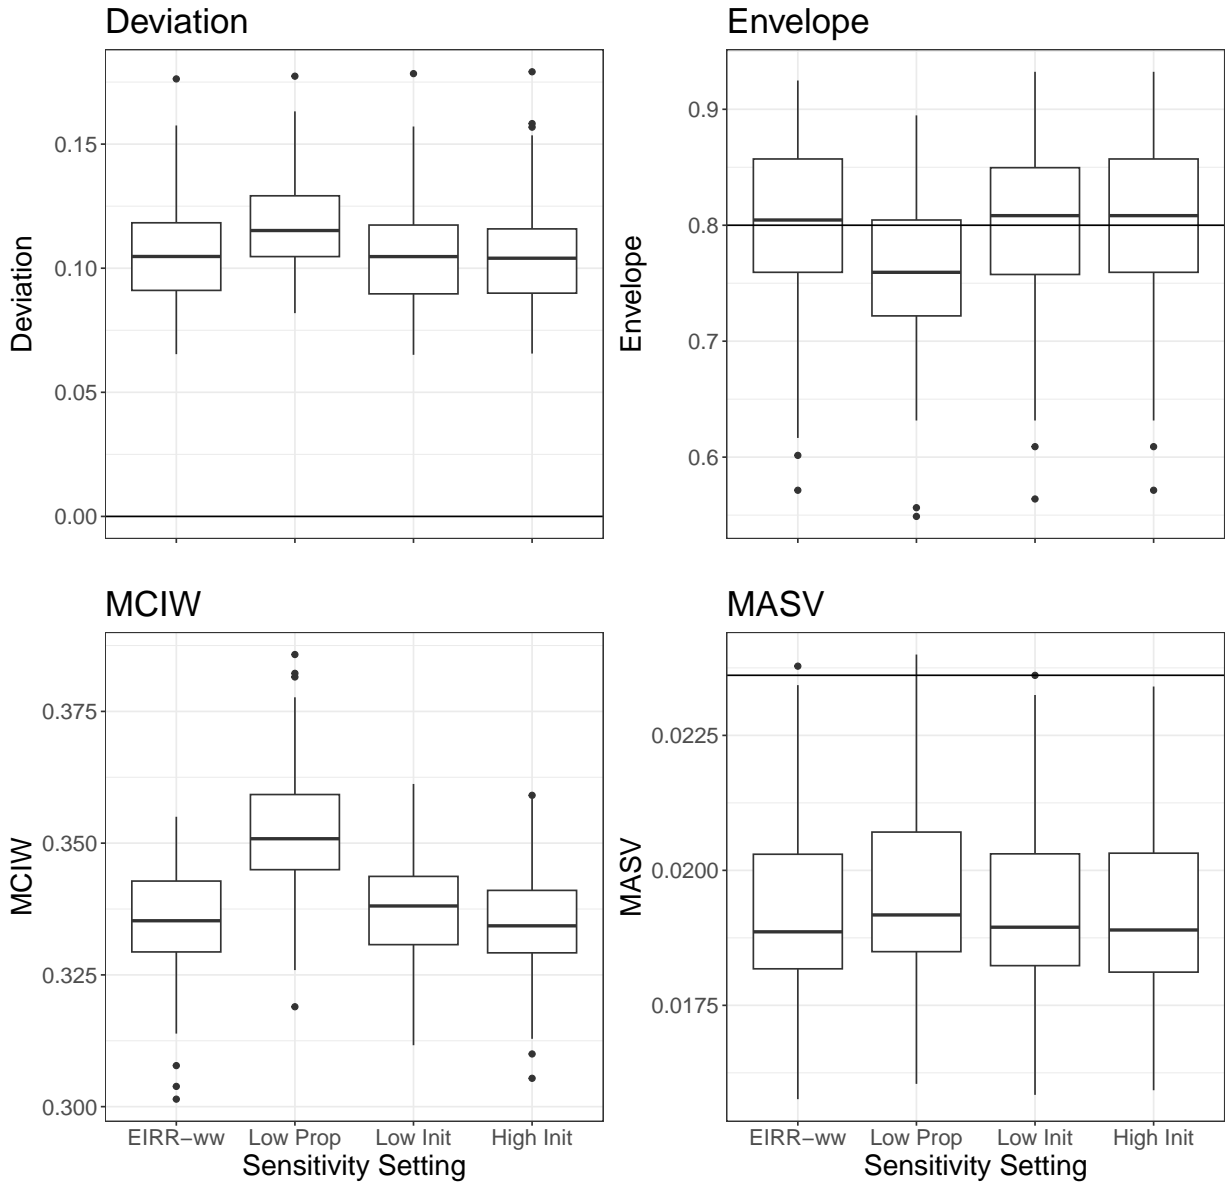 Deviation
Envelope
Deviation
0.15
0.10
0.05
0.00
Envelope
0.9
0.8
0.7
0.6
MCIW
MASV
MCIW
0.375
0.350
0.325
0.300
EIRR−ww Low Prop Low Init High Init
Sensitivity Setting
MASV
0.0225
0.0200
0.0175
EIRR−ww Low Prop Low Init High Init
Sensitivity Setting